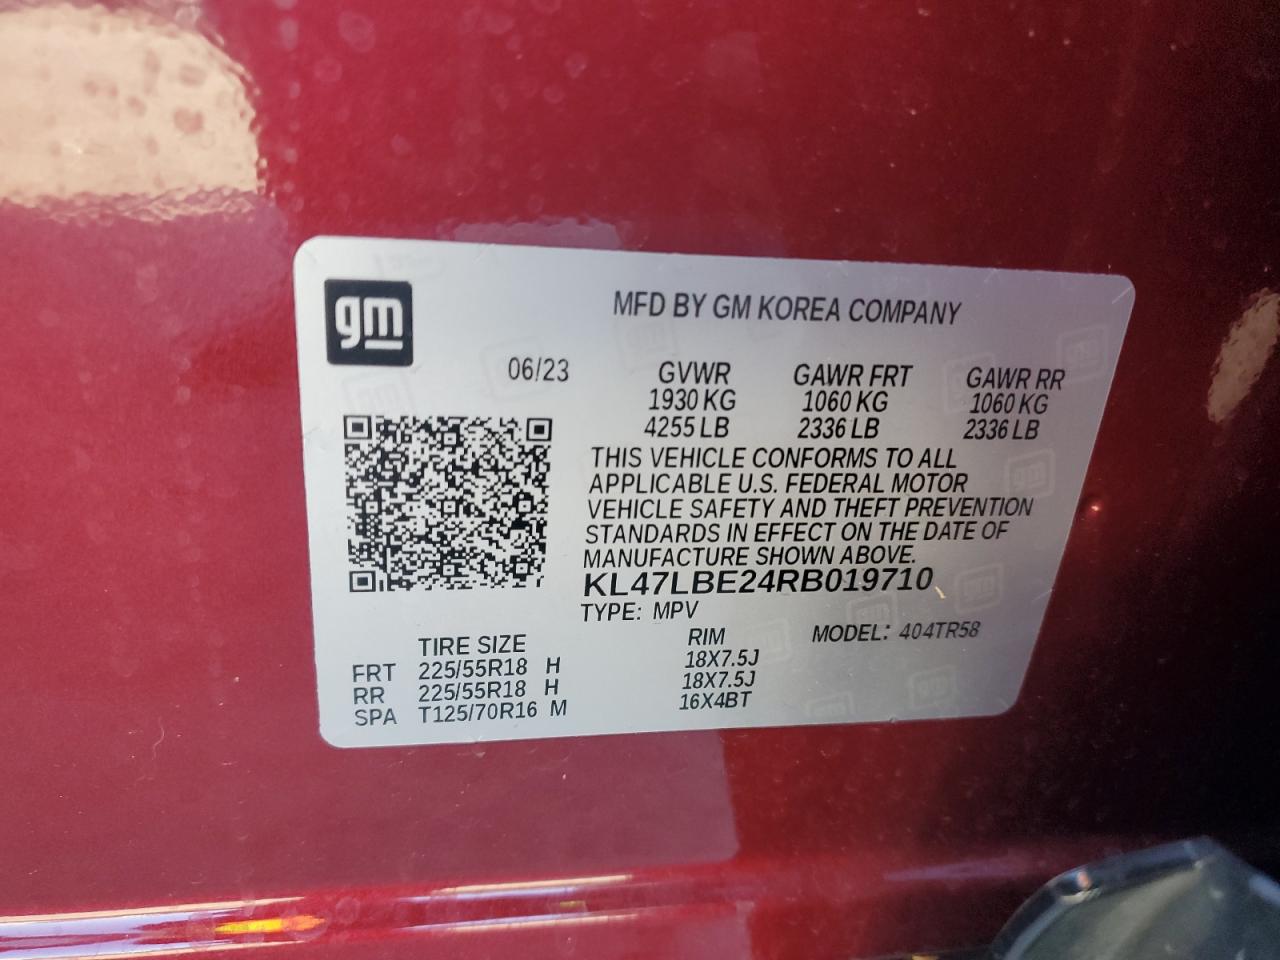 gm
MFD BY GM KOREA COMPANY
06/23 GVWR GAWR FRT GAWR RR
1930 KG 1060 KG 1060 KG
4255 LB 2336 LB 2336 LB
THIS VEHICLE CONFORMS TO ALL
APPLICABLE U.S. FEDERAL MOTOR
VEHICLE SAFETY AND THEFT PREVENTION
STANDARDS IN EFFECT ON THE DATE OF
MANUFACTURE SHOWN ABOVE.
KL47LBE24RB019710
TYPE: MPV
TIRE SIZE RIM MODEL: 404TR58
FRT 225/55R18 H 18X7.5J
RR 225/55R18 H 18X7.5J
SPA T125/70R16 M 16X4BT